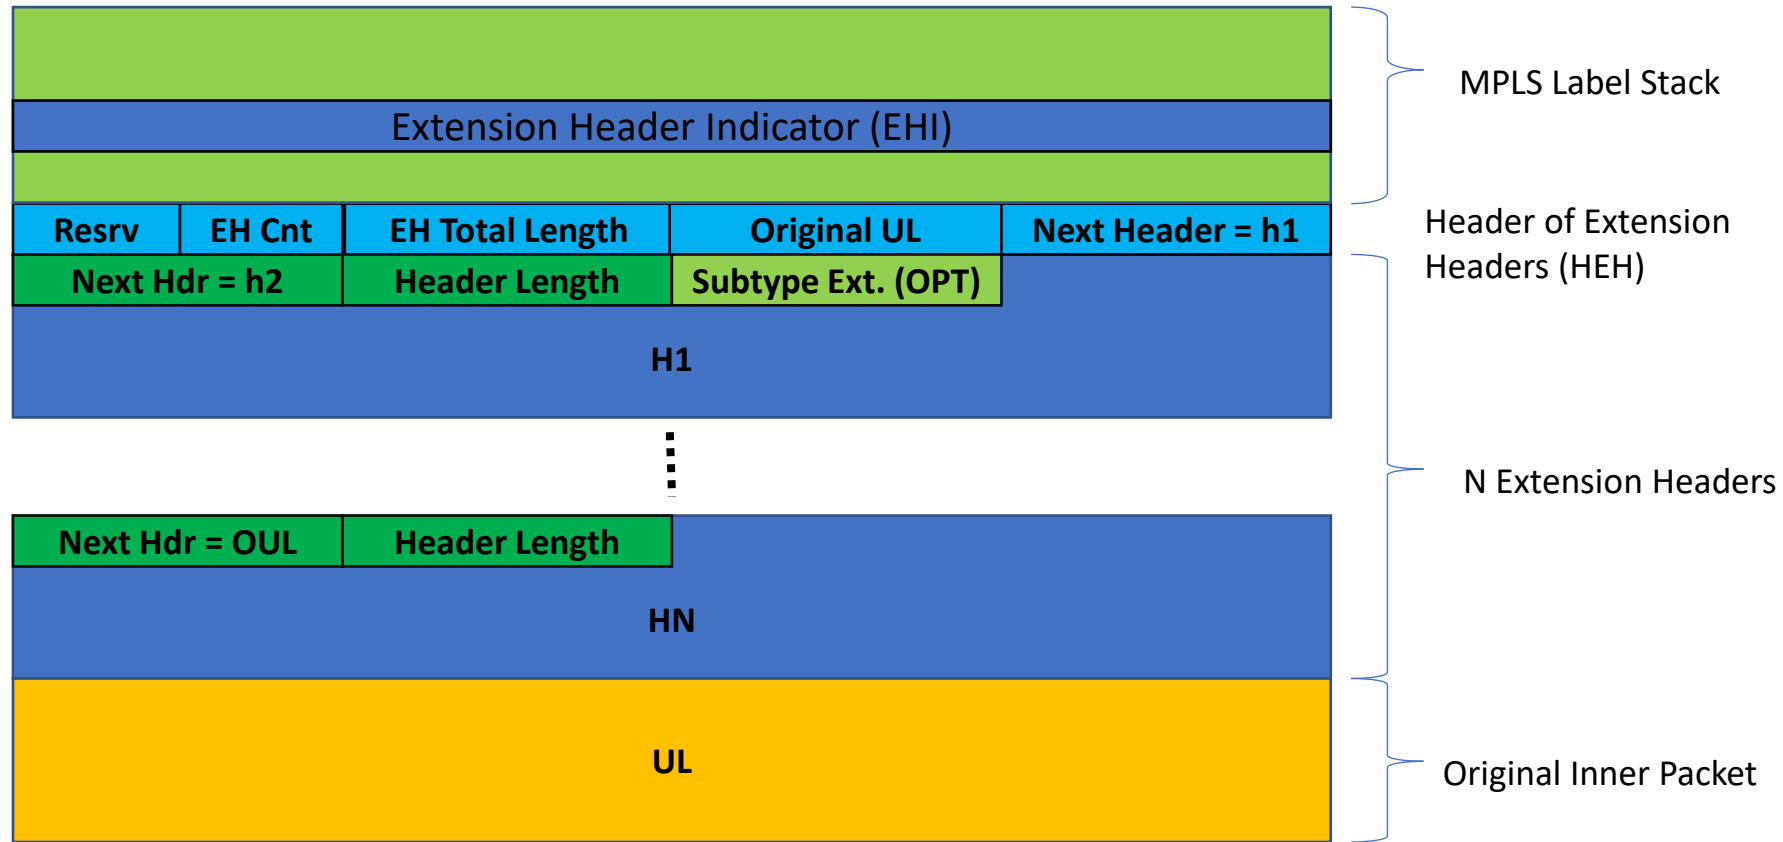 MPLS Label Stack
Extension Header Indicator (EHI)
Resrv EH Cnt EH Total Length Original UL Next Header = h1
Header of Extension
Headers (HEH)
Next Hdr = h2 Header Length Subtype Ext. (OPT)
H1
N Extension Headers
Next Hdr = OUL Header Length
HN
UL
Original Inner Packet